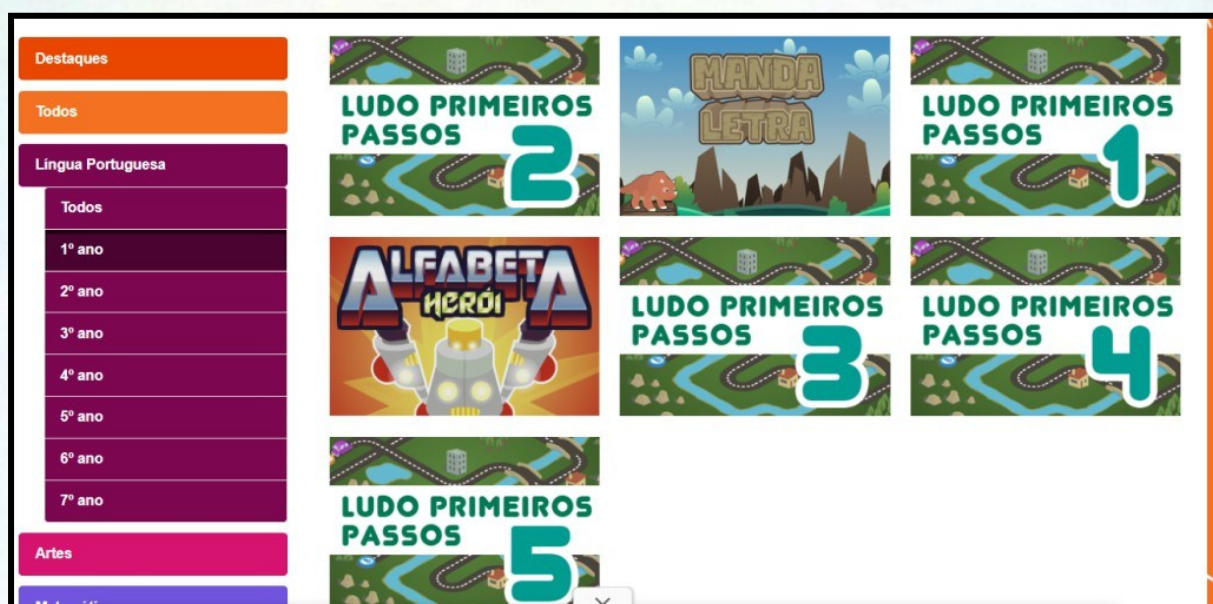 Destaques
Todos
Língua Portuguesa
Todos
1º ano
2º ano
3º ano
4º ano
5º ano
6º ano
7º ano
Artes
LUDO PRIMEIROS
PASSOS
2
MANDA
LETRA
LUDO PRIMEIROS
PASSOS
1
ALFABETA
HERÓI
LUDO PRIMEIROS
PASSOS
3
LUDO PRIMEIROS
PASSOS
4
LUDO PRIMEIROS
PASSOS
5